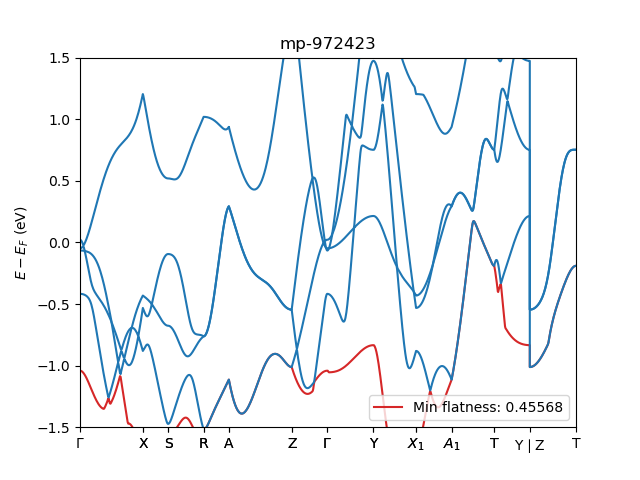 mp-972423
E − E_F (eV)
1.5
1.0
0.5
0.0
−0.5
−1.0
−1.5
Min flatness: 0.45568
Γ X S R A Z Γ Y X₁ A₁ T Y | Z T